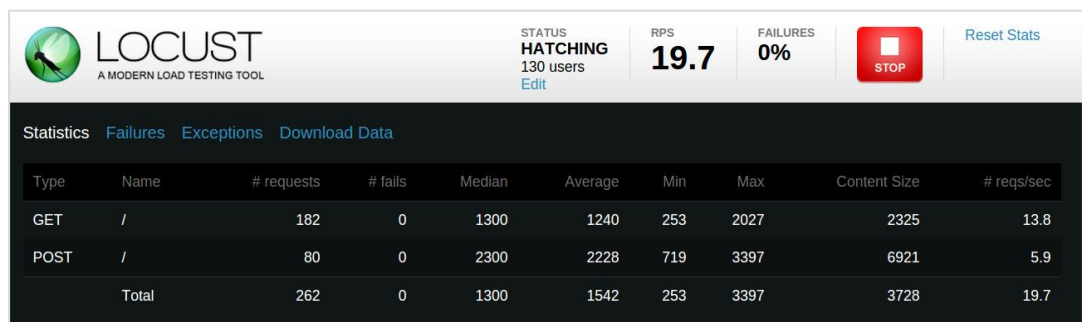 LOCUST
A MODERN LOAD TESTING TOOL
STATUS
HATCHING
130 users
Edit
RPS
19.7
FAILURES
0%
STOP
Reset Stats
Statistics Failures Exceptions Download Data
Type Name # requests # fails Median Average Min Max Content Size # reqs/sec
GET / 182 0 1300 1240 253 2027 2325 13.8
POST / 80 0 2300 2228 719 3397 6921 5.9
Total 262 0 1300 1542 253 3397 3728 19.7